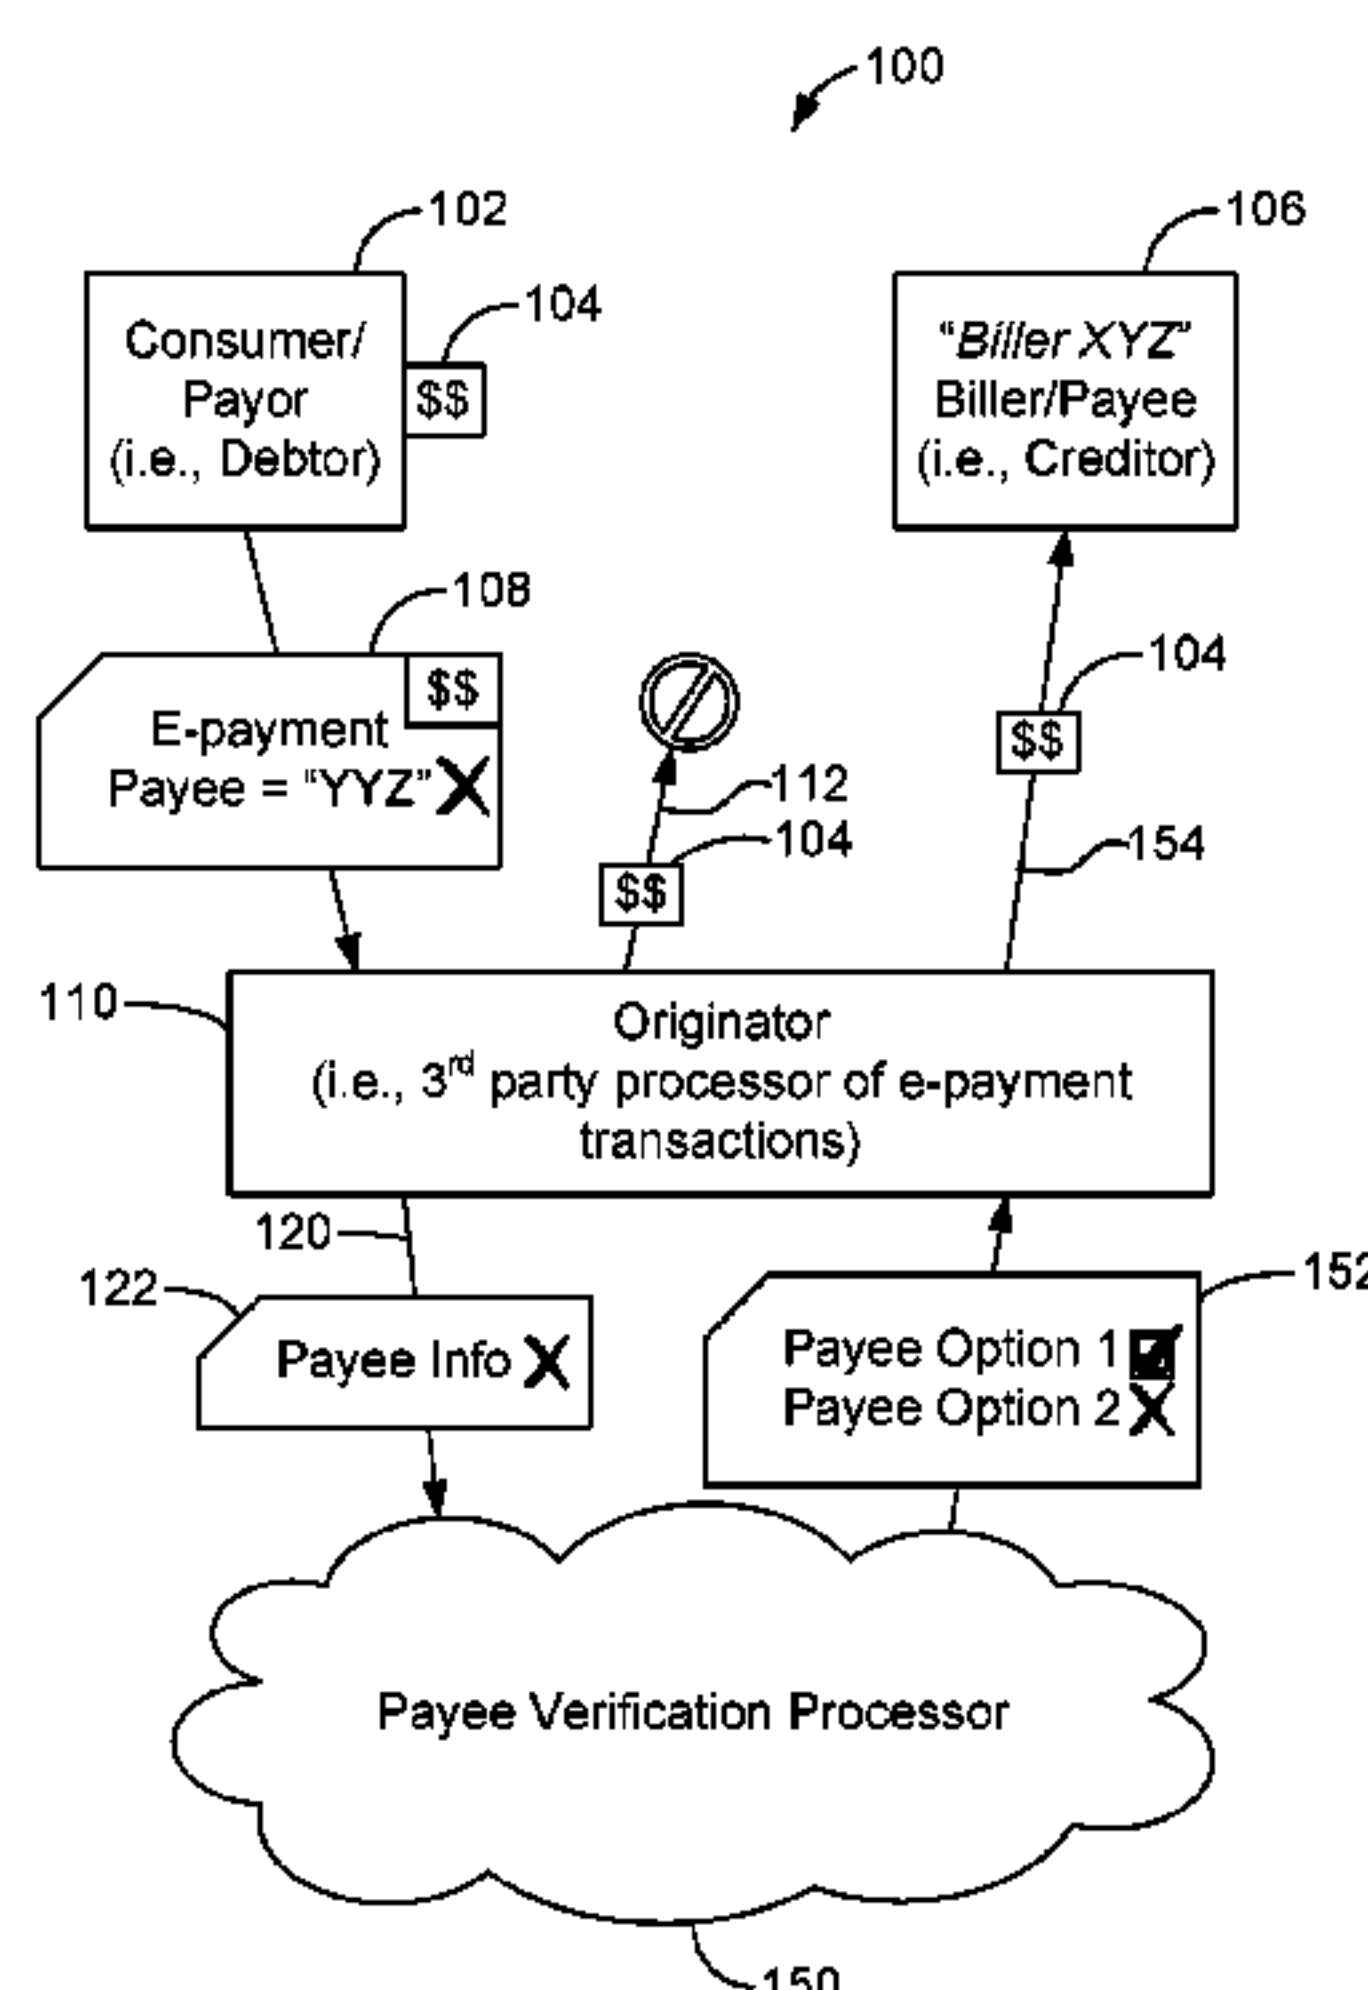 100
102
106
104
Consumer/
Payor
(i.e., Debtor)
$$
“Biller XYZ”
Biller/Payee
(i.e., Creditor)
108
$$
E-payment
Payee = “YYZ”
104
$$
112
104
$$
154
110
Originator
(i.e., 3rd party processor of e-payment
transactions)
120
122
Payee Info
152
Payee Option 1
Payee Option 2
Payee Verification Processor
150